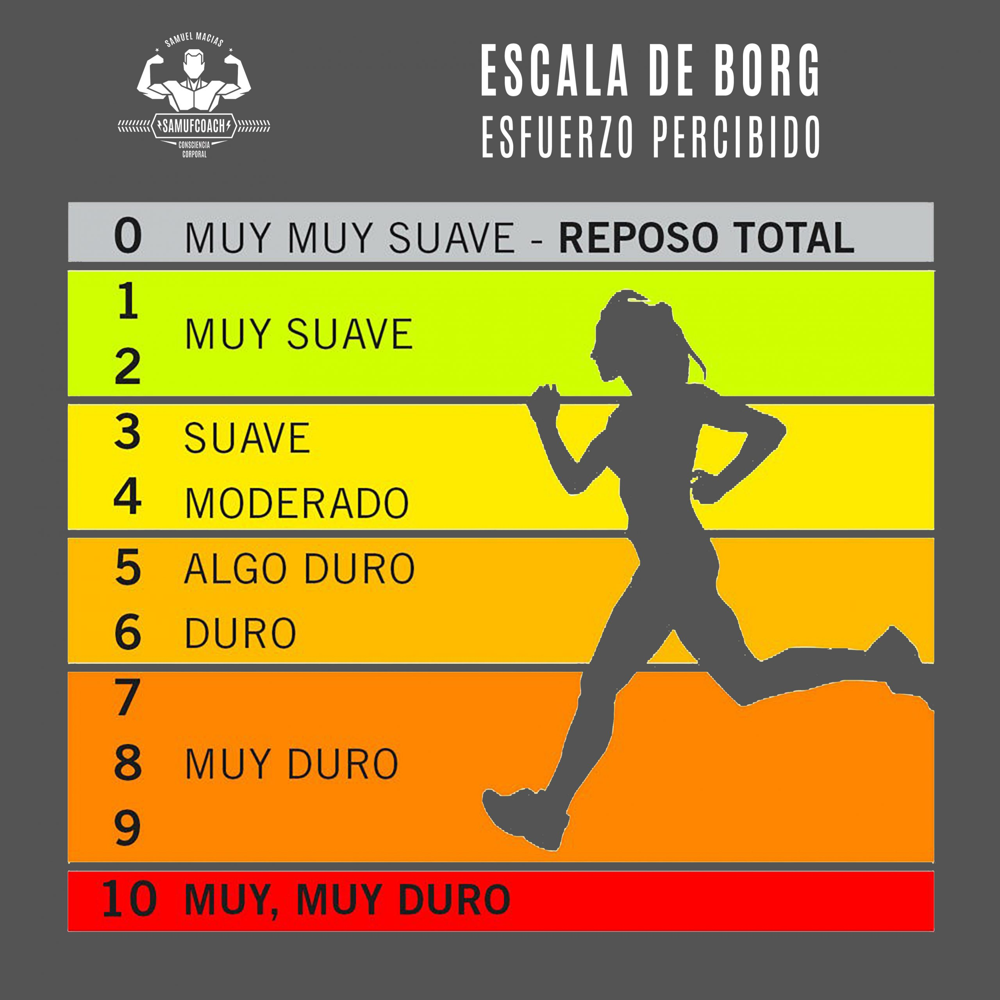 SAMUEL MACIAS
SAMUFCOACH
CONSCIENCIA
CORPORAL
ESCALA DE BORG
ESFUERZO PERCIBIDO
0 MUY MUY SUAVE - REPOSO TOTAL
1
MUY SUAVE
2
3 SUAVE
4 MODERADO
5 ALGO DURO
6 DURO
7
8 MUY DURO
9
10 MUY, MUY DURO